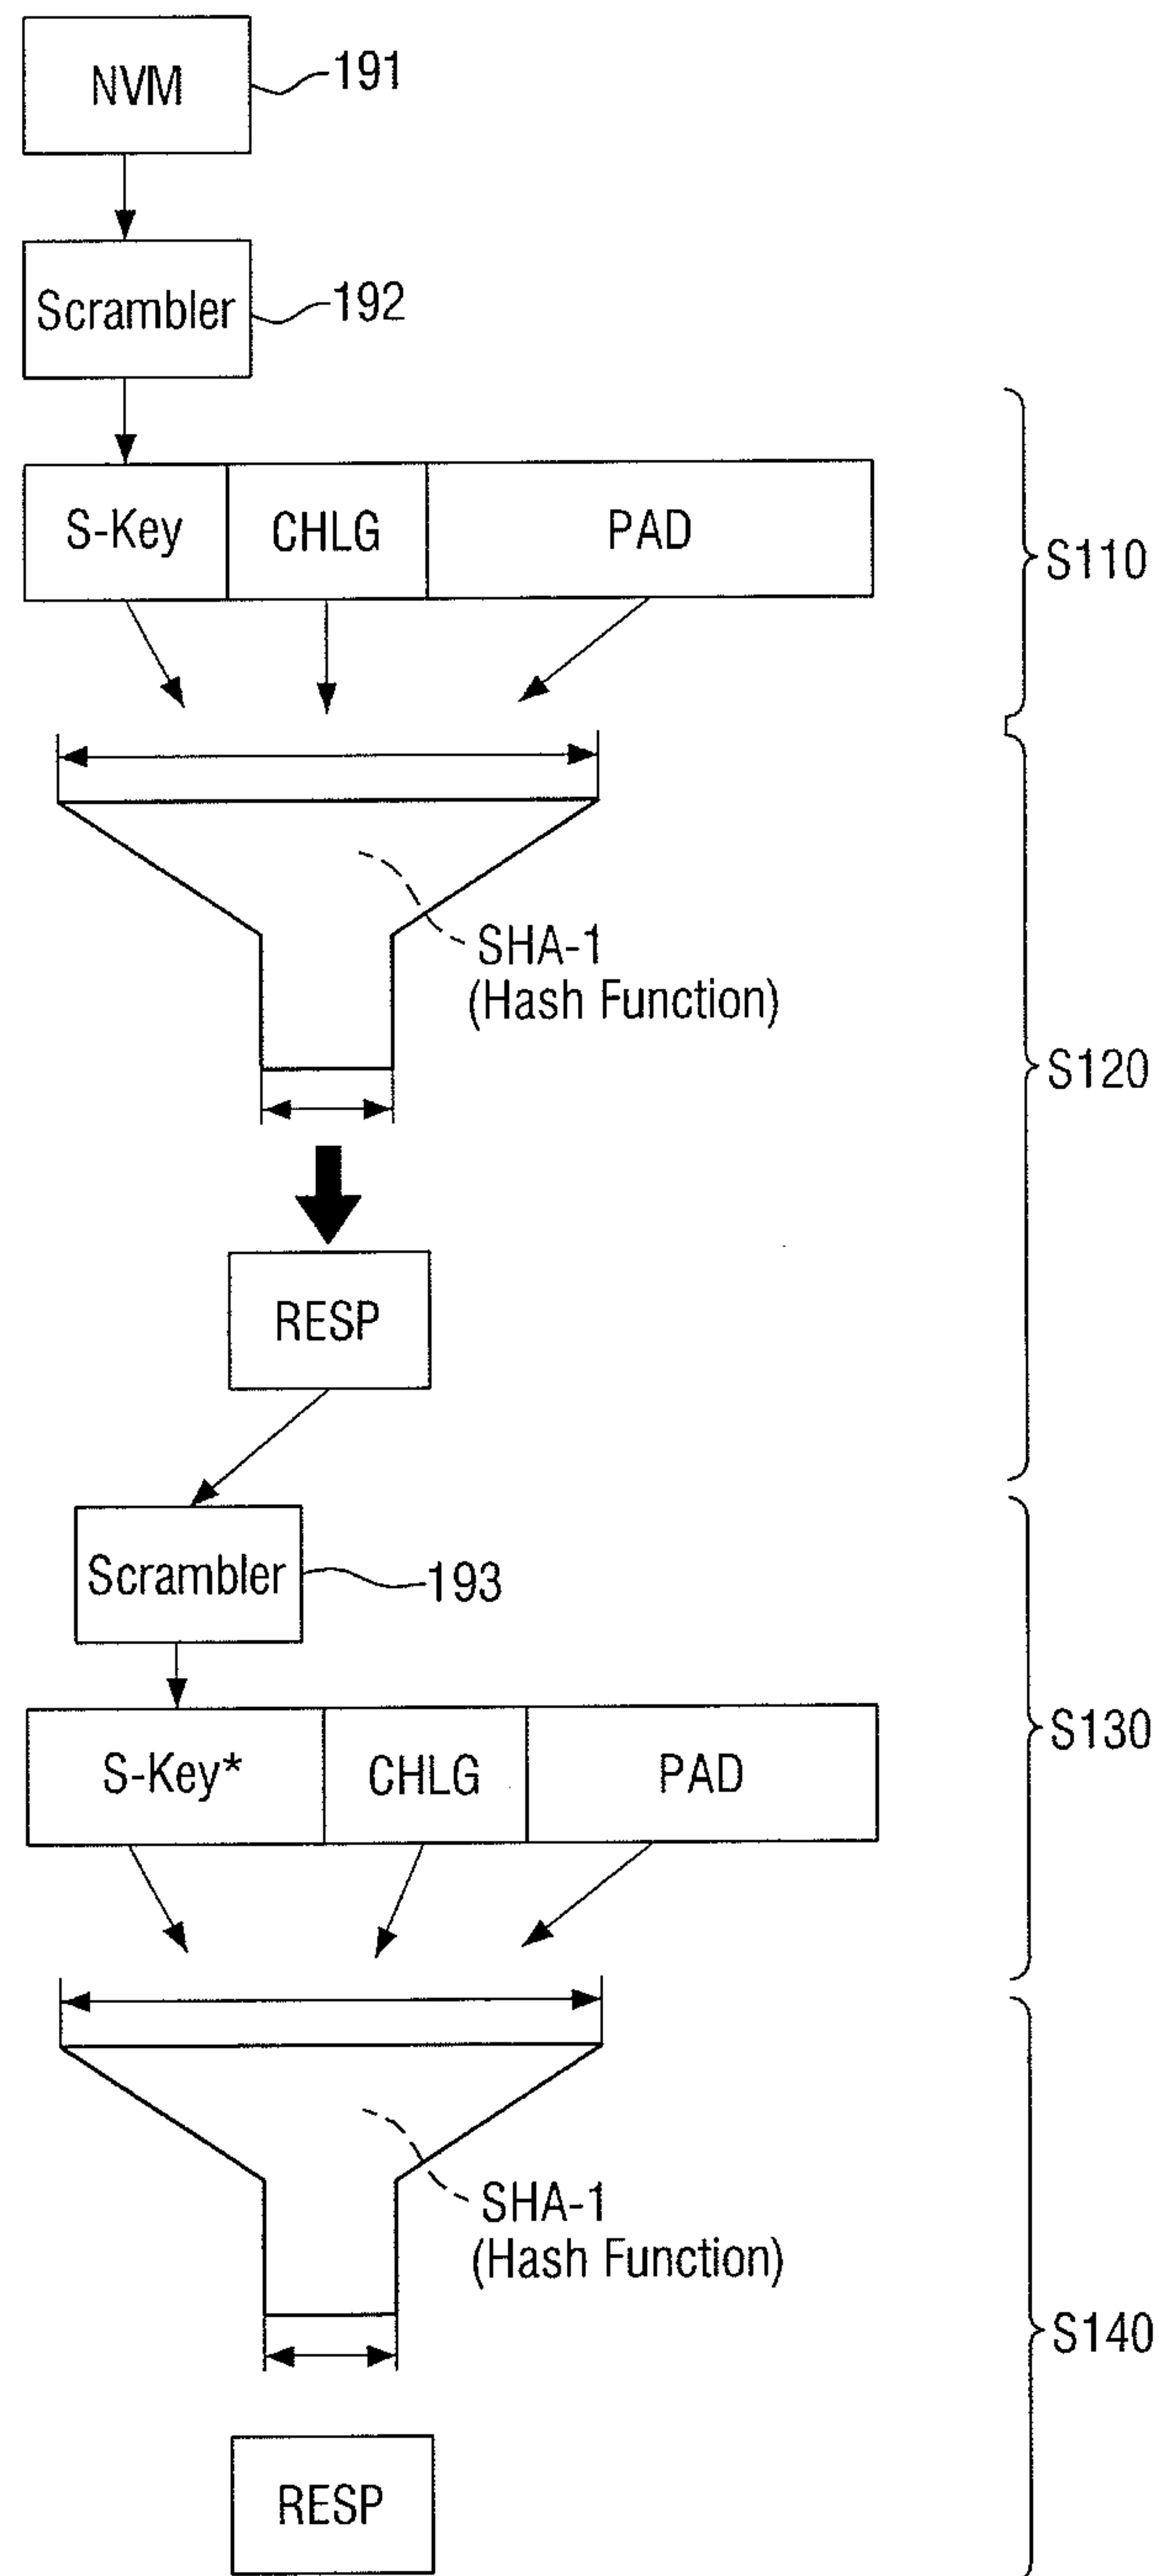 NVM
191
Scrambler
192
S-Key CHLG PAD
S110
SHA-1
(Hash Function)
S120
RESP
Scrambler
193
S-Key* CHLG PAD
S130
SHA-1
(Hash Function)
S140
RESP